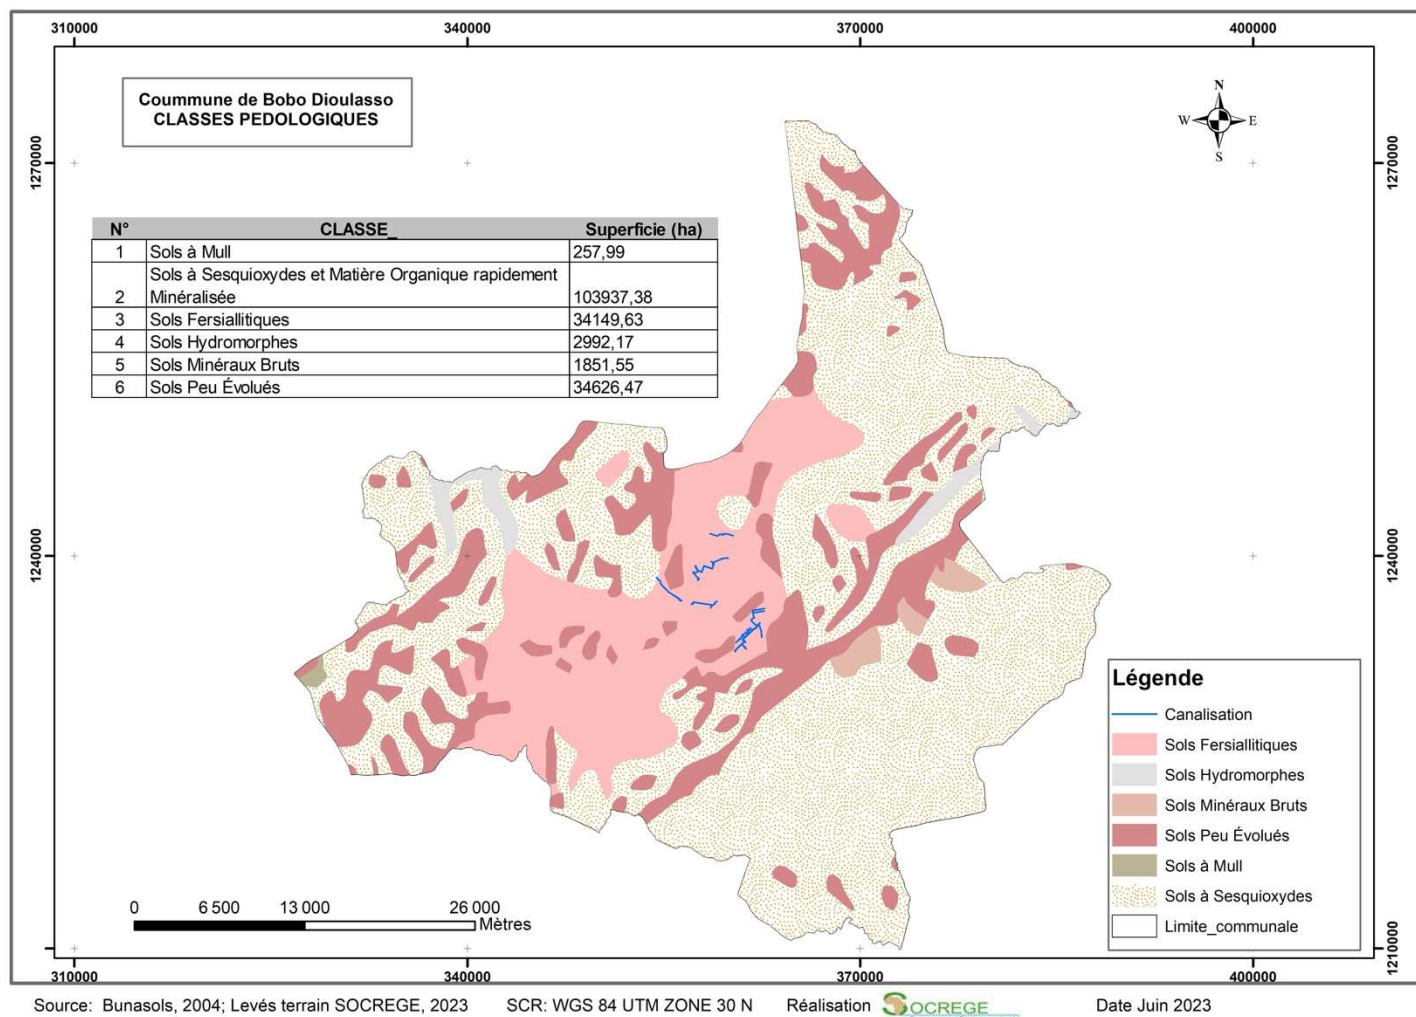 310000
340000
370000
400000
Coummune de Bobo Dioulasso
CLASSES PEDOLOGIQUES
N
W
E
S
1270000
1270000
N° CLASSE_ Superficie (ha)
1 Sols à Mull 257,99
Sols à Sesquioxydes et Matière Organique rapidement
2 Minéralisée 103937,38
3 Sols Fersiallitiques 34149,63
4 Sols Hydromorphes 2992,17
5 Sols Minéraux Bruts 1851,55
6 Sols Peu Évolués 34626,47
1240000
1240000
Légende
Canalisation
Sols Fersiallitiques
Sols Hydromorphes
Sols Minéraux Bruts
Sols Peu Évolués
Sols à Mull
Sols à Sesquioxydes
Limite_communale
0 6 500 13 000 26 000
Mètres
1210000
1210000
310000
340000
370000
400000
Source: Bunasols, 2004; Levés terrain SOCREGE, 2023 SCR: WGS 84 UTM ZONE 30 N Réalisation SOCREGE Date Juin 2023